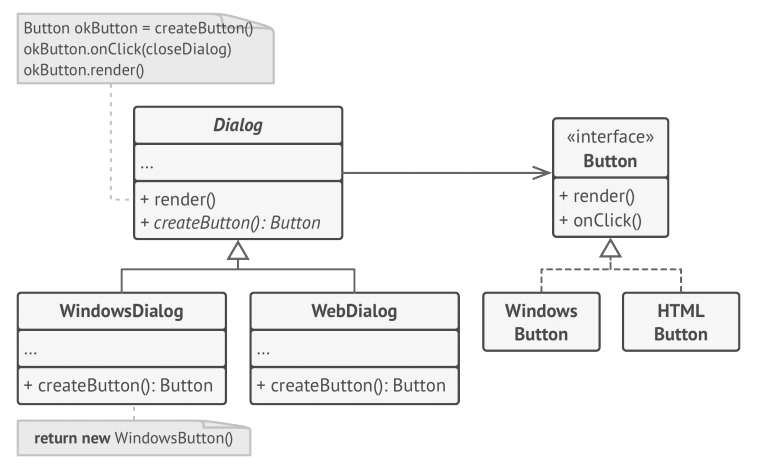 Button okButton = createButton()
okButton.onClick(closeDialog)
okButton.render()
Dialog
...
+ render()
+ createButton(): Button
«interface»
Button
+ render()
+ onClick()
WindowsDialog
...
+ createButton(): Button
WebDialog
...
+ createButton(): Button
Windows
Button
HTML
Button
return new WindowsButton()